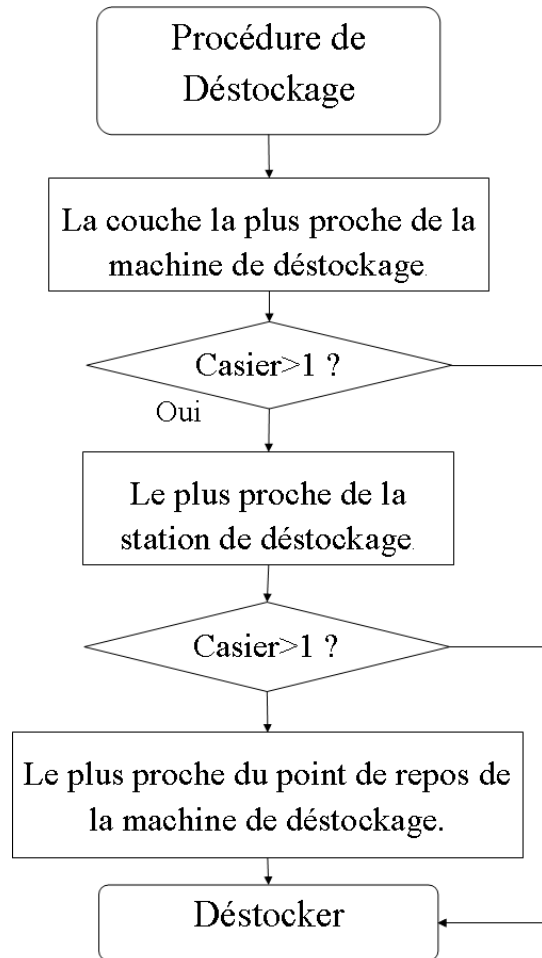 Procédure de
Déstockage
La couche la plus proche de la
machine de déstockage.
Casier>1 ?
Oui
Le plus proche de la
station de déstockage.
Casier>1 ?
Le plus proche du point de repos de
la machine de déstockage.
Déstocker